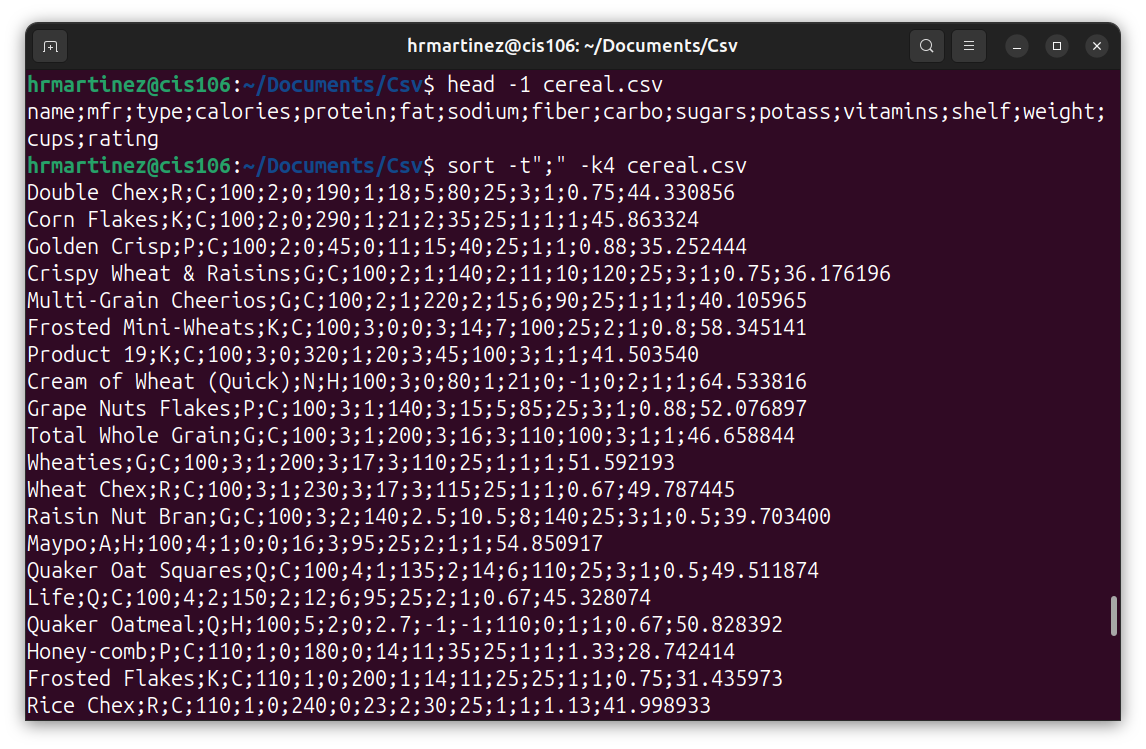 hrmartinez@cis106: ~/Documents/Csv
hrmartinez@cis106:~/Documents/Csv$ head -1 cereal.csv
name;mfr;type;calories;protein;fat;sodium;fiber;carbo;sugars;potass;vitamins;shelf;weight;
cups;rating
hrmartinez@cis106:~/Documents/Csv$ sort -t";" -k4 cereal.csv
Double Chex;R;C;100;2;0;190;1;18;5;80;25;3;1;0.75;44.330856
Corn Flakes;K;C;100;2;0;290;1;21;2;35;25;1;1;1;45.863324
Golden Crisp;P;C;100;2;0;45;0;11;15;40;25;1;1;0.88;35.252444
Crispy Wheat & Raisins;G;C;100;2;1;140;2;11;10;120;25;3;1;0.75;36.176196
Multi-Grain Cheerios;G;C;100;2;1;220;2;15;6;90;25;1;1;1;40.105965
Frosted Mini-Wheats;K;C;100;3;0;0;3;14;7;100;25;2;1;0.8;58.345141
Product 19;K;C;100;3;0;320;1;20;3;45;100;3;1;1;41.503540
Cream of Wheat (Quick);N;H;100;3;0;80;1;21;0;-1;0;2;1;1;64.533816
Grape Nuts Flakes;P;C;100;3;1;140;3;15;5;85;25;3;1;0.88;52.076897
Total Whole Grain;G;C;100;3;1;200;3;16;3;110;100;3;1;1;46.658844
Wheaties;G;C;100;3;1;200;3;17;3;110;25;1;1;1;51.592193
Wheat Chex;R;C;100;3;1;230;3;17;3;115;25;1;1;0.67;49.787445
Raisin Nut Bran;G;C;100;3;2;140;2.5;10.5;8;140;25;3;1;0.5;39.703400
Maypo;A;H;100;4;1;0;0;16;3;95;25;2;1;1;54.850917
Quaker Oat Squares;Q;C;100;4;1;135;2;14;6;110;25;3;1;0.5;49.511874
Life;Q;C;100;4;2;150;2;12;6;95;25;2;1;0.67;45.328074
Quaker Oatmeal;Q;H;100;5;2;0;2.7;-1;-1;110;0;1;1;0.67;50.828392
Honey-comb;P;C;110;1;0;180;0;14;11;35;25;1;1;1.33;28.742414
Frosted Flakes;K;C;110;1;0;200;1;14;11;25;25;1;1;0.75;31.435973
Rice Chex;R;C;110;1;0;240;0;23;2;30;25;1;1;1.13;41.998933